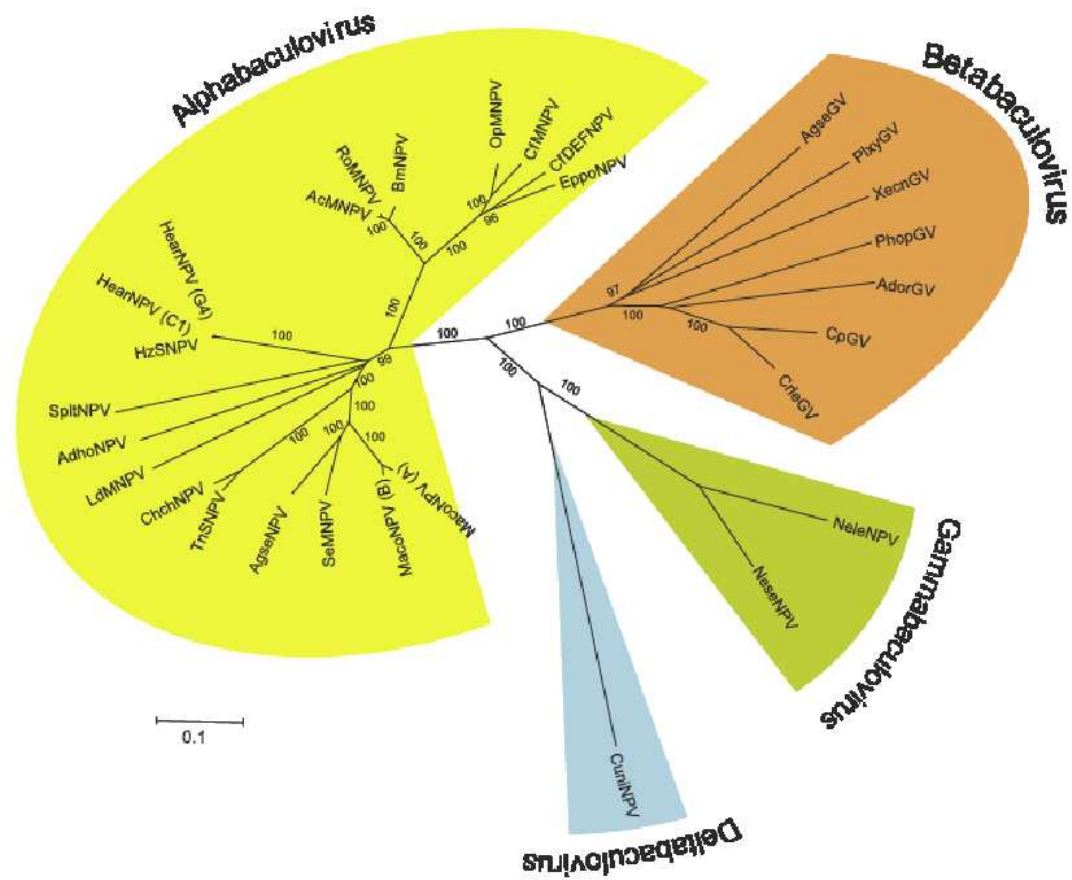 Alphabaculovirus
Betabaculovirus
OpMNPV
CfMNPV
CfDEFNPV
EppoNPV
RoMNPV
BmNPV
AcMNPV
100
96
100
100
100
100
HearNPV (G4)
HearNPV (C1)
HzSNPV
100
99
SpltNPV
AdhoNPV
LdMNPV
ChchNPV
TnSNPV
AgseNPV
SeMNPV
MacoNPV (B)
MacoNPV (A)
100
100
100
100
100
100
100
AgseGV
PlxyGV
XecnGV
PhopGV
AdorGV
CpGV
CrleGV
97
100
100
100
100
NeleNPV
NeseNPV
Gammabaculovirus
CuniNPV
Deltabaculovirus
0.1